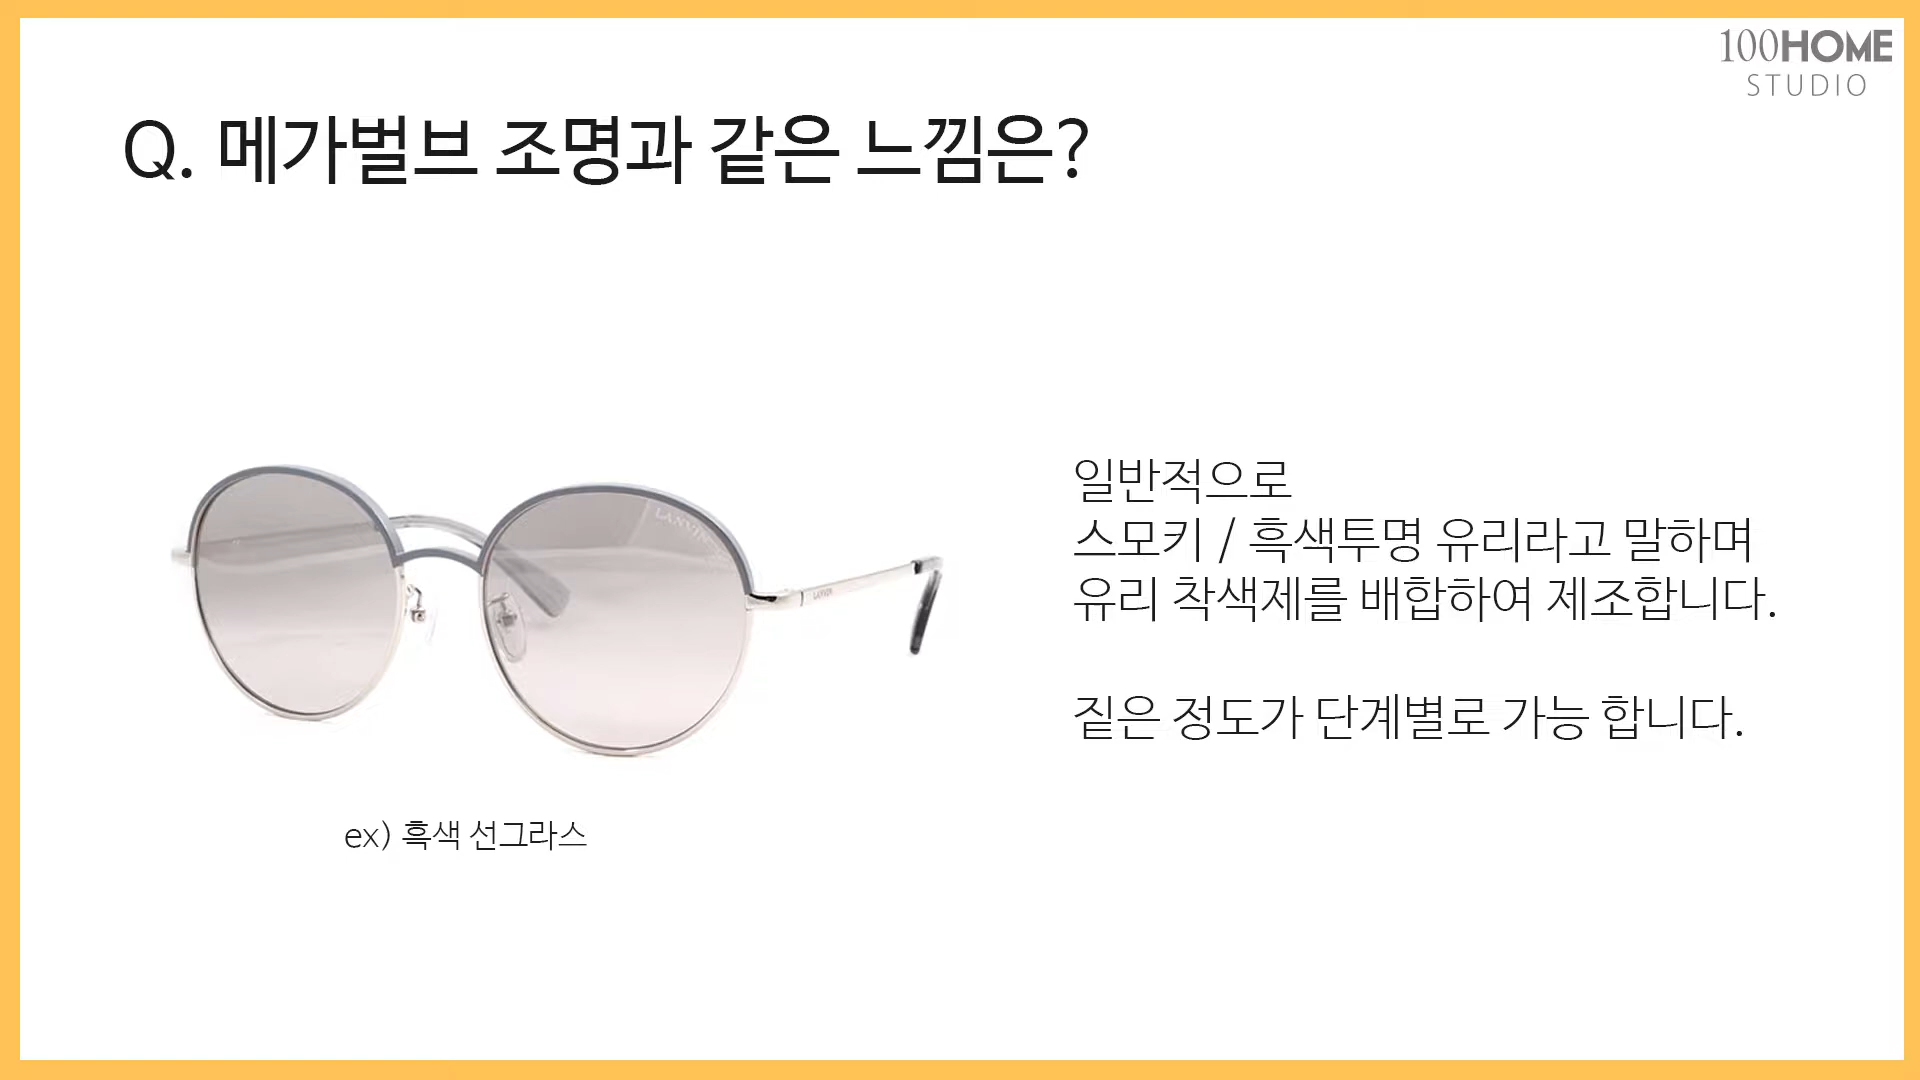 100HOME
STUDIO
Q. 메가벌브 조명과 같은 느낌은?
LANVIN
LANVIN
일반적으로
스모키 / 흑색투명 유리라고 말하며
유리 착색제를 배합하여 제조합니다.
짙은 정도가 단계별로 가능 합니다.
ex) 흑색 선그라스